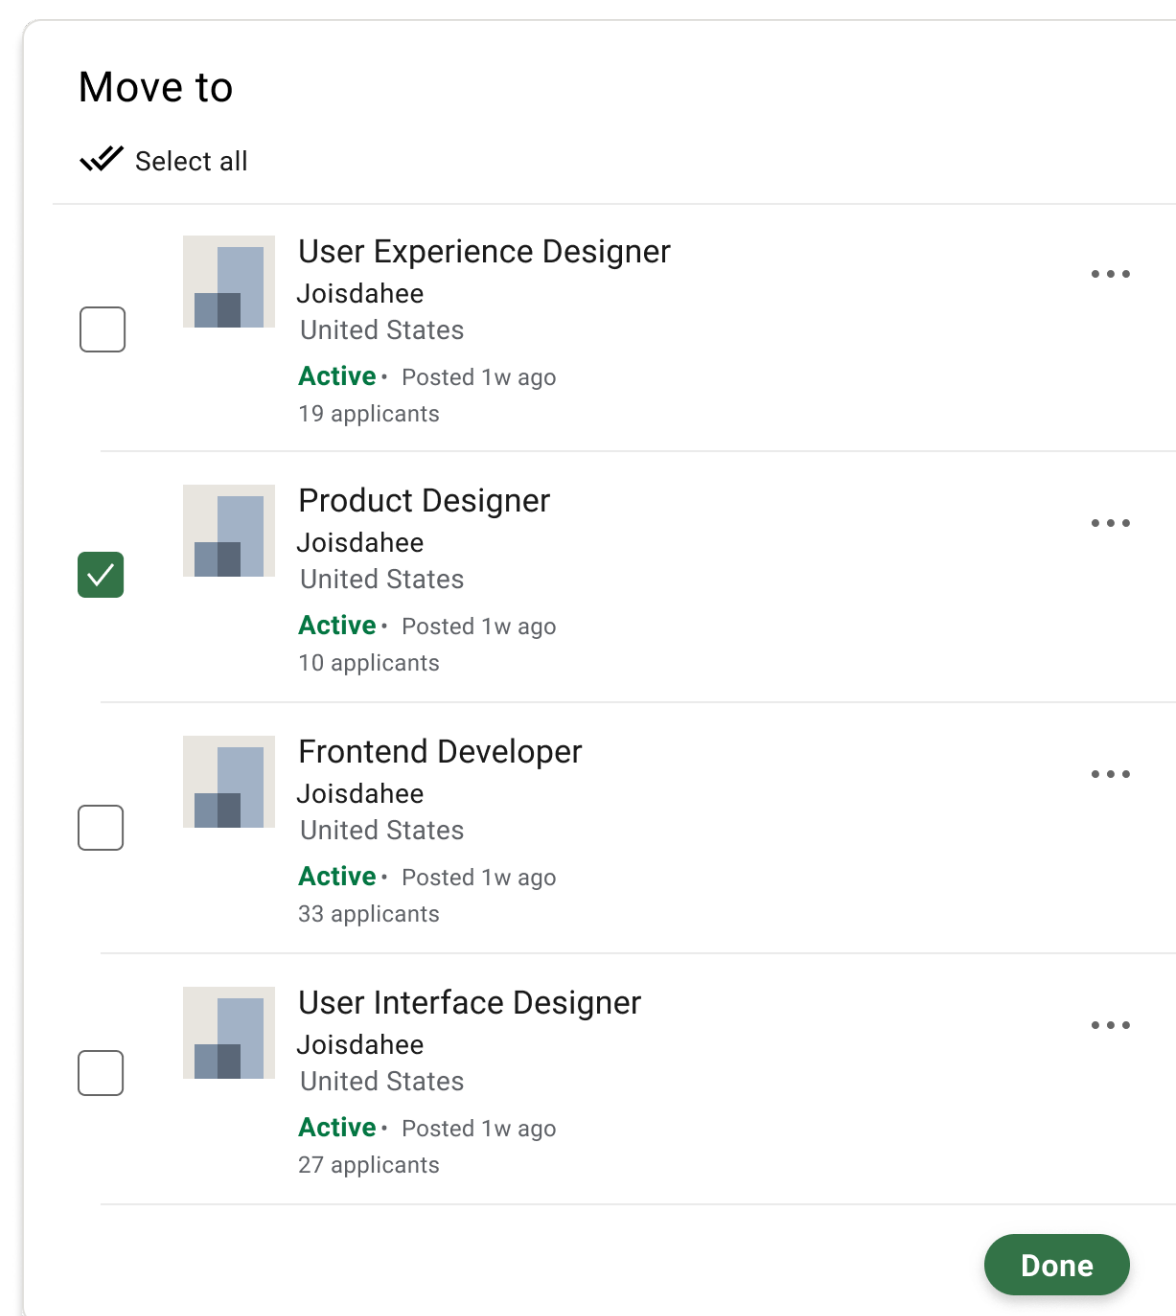 Move to
Select all
User Experience Designer
Joisdahee
United States
Active • Posted 1w ago
19 applicants
Product Designer
Joisdahee
United States
Active • Posted 1w ago
10 applicants
Frontend Developer
Joisdahee
United States
Active • Posted 1w ago
33 applicants
User Interface Designer
Joisdahee
United States
Active • Posted 1w ago
27 applicants
Done